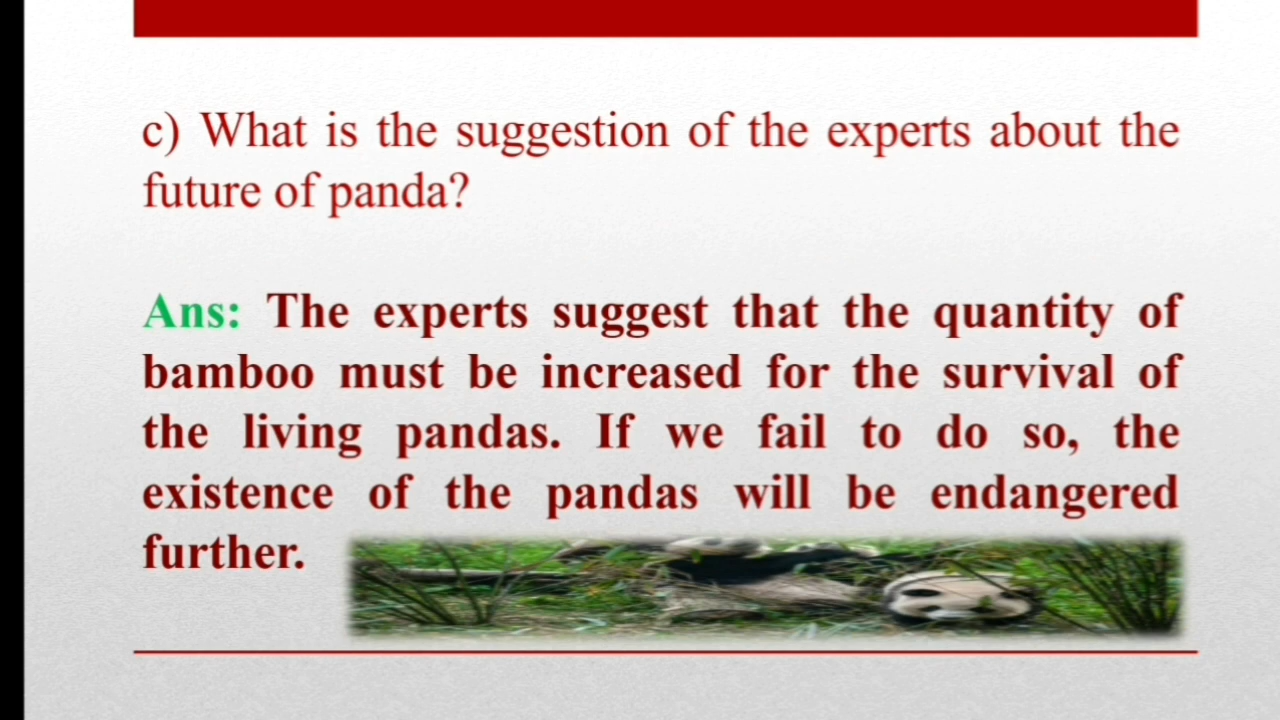 c) What is the suggestion of the experts about the
future of panda?
Ans: The experts suggest that the quantity of
bamboo must be increased for the survival of
the living pandas. If we fail to do so, the
existence of the pandas will be endangered
further.